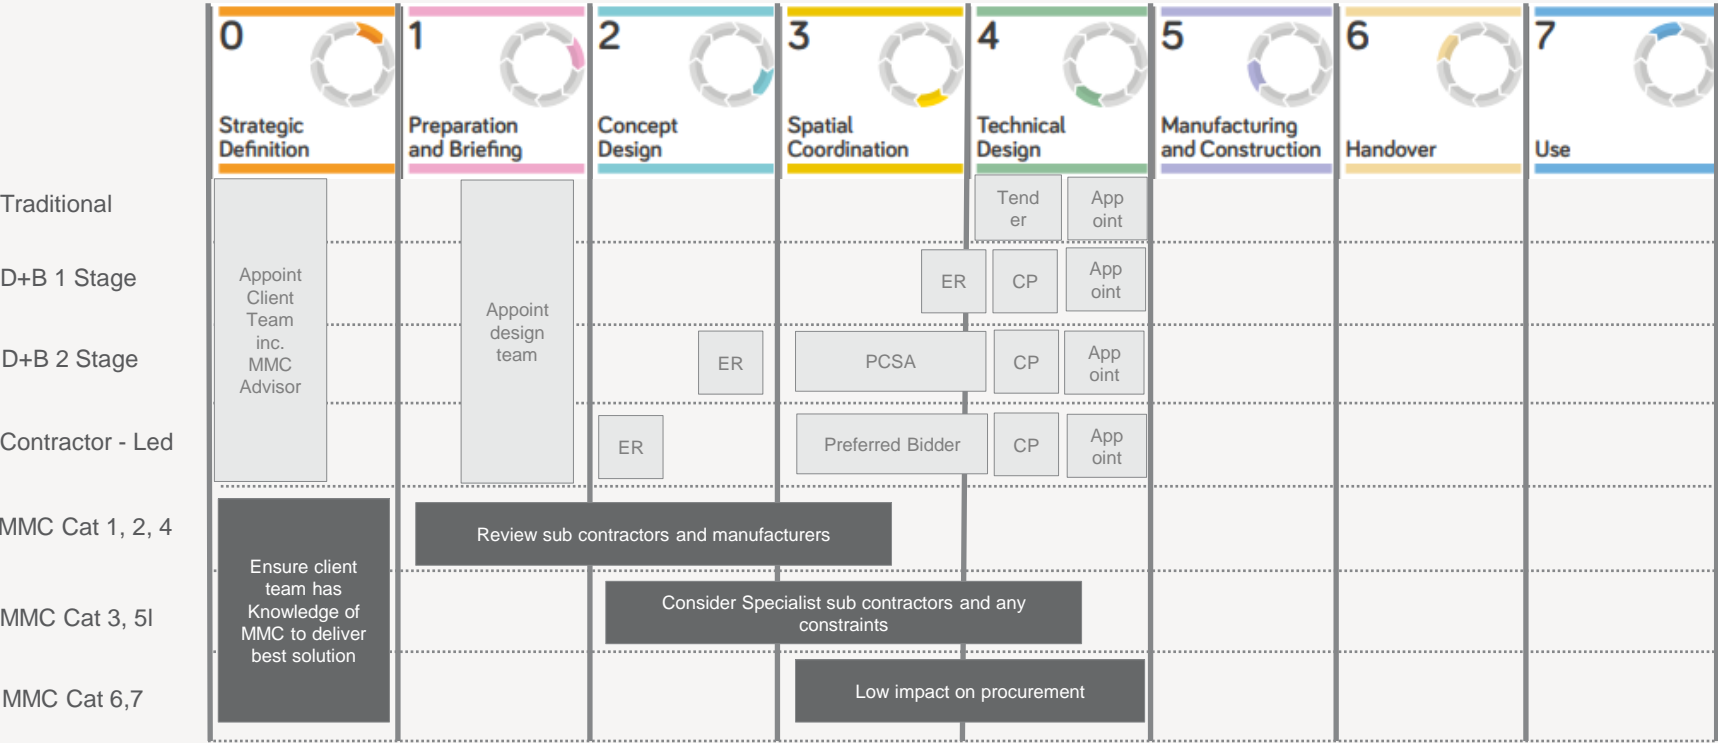 0
Strategic
Definition
1
Preparation
and Briefing
2
Concept
Design
3
Spatial
Coordination
4
Technical
Design
5
Manufacturing
and Construction
6
Handover
7
Use
Traditional
Tend
er
App
oint
D+B 1 Stage
Appoint
Client
Team
inc.
MMC
Advisor
Appoint
design
team
ER
CP
App
oint
D+B 2 Stage
ER
PCSA
CP
App
oint
Contractor - Led
ER
Preferred Bidder
CP
App
oint
MMC Cat 1, 2, 4
Review sub contractors and manufacturers
Ensure client
team has
Knowledge of
MMC to deliver
best solution
MMC Cat 3, 5l
Consider Specialist sub contractors and any
constraints
MMC Cat 6,7
Low impact on procurement